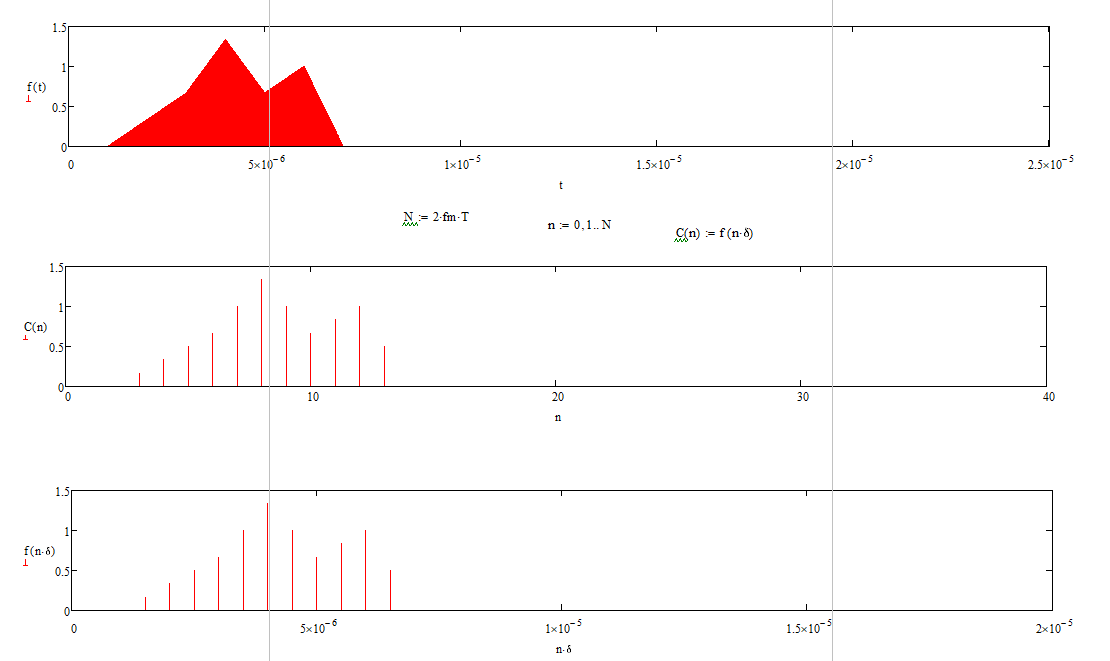 1.5
1
f(t)
0.5
0
0 5×10⁻⁶ 1×10⁻⁵ 1.5×10⁻⁵ 2×10⁻⁵ 2.5×10⁻⁵
t
N := 2·fm·T n := 0, 1.. N C(n) := f(n·δ)
1.5
1
C(n)
0.5
0
0 10 20 30 40
n
1.5
1
f(n·δ)
0.5
0
0 5×10⁻⁶ 1×10⁻⁵ 1.5×10⁻⁵ 2×10⁻⁵
n·δ